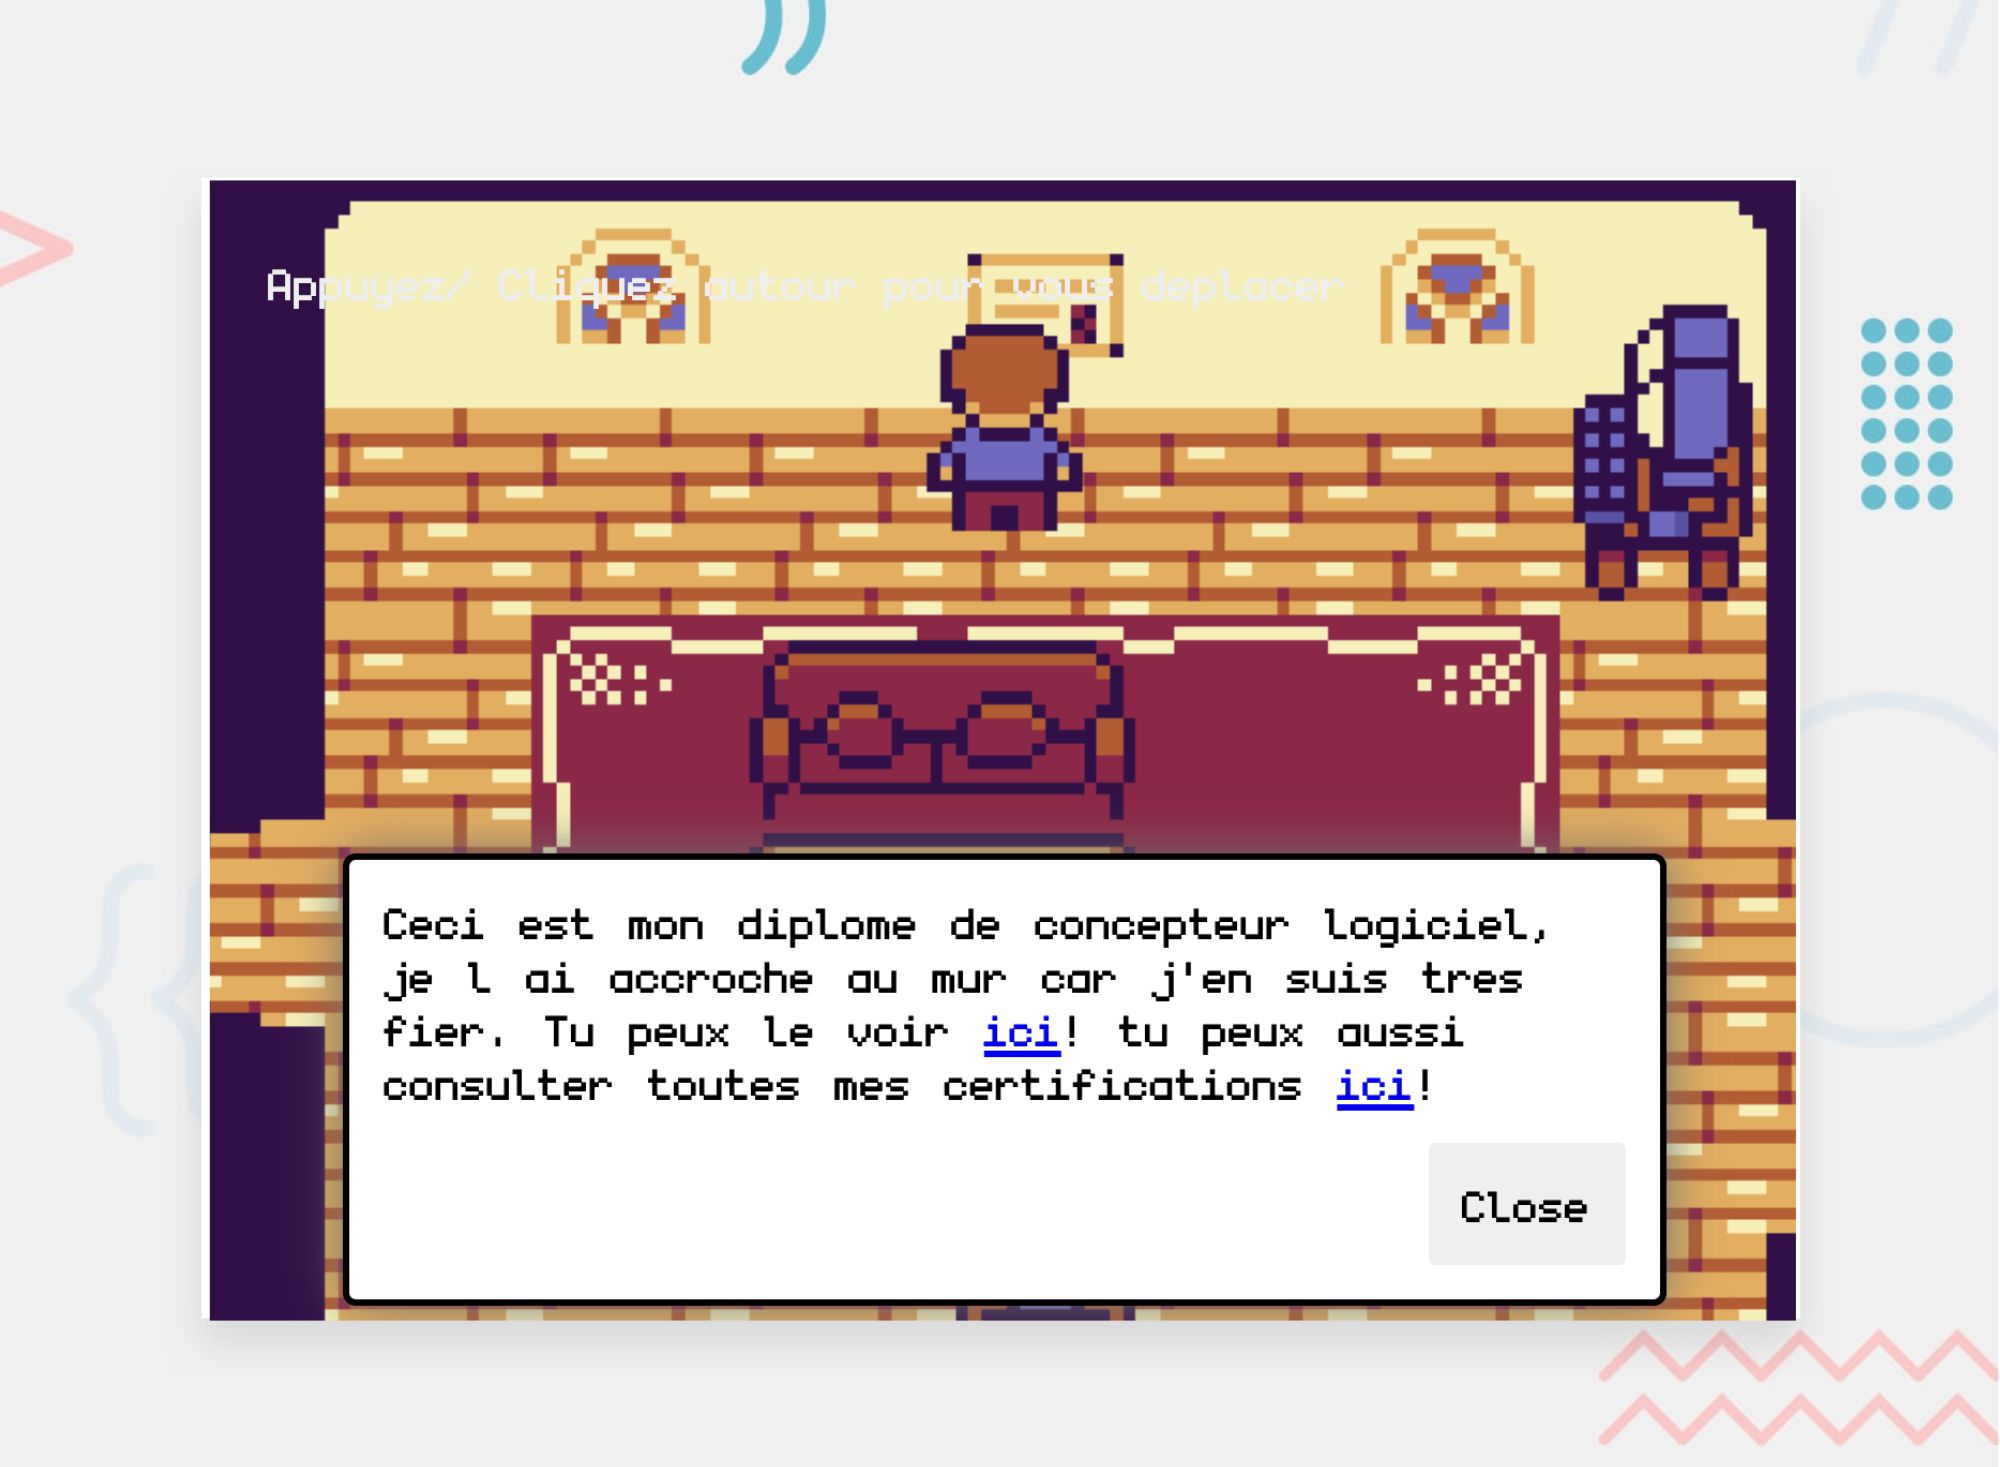 Appuyez/ Cliquez autour pour vous deplacer
Ceci est mon diplome de concepteur logiciel,
je l ai accroche au mur car j'en suis tres
fier. Tu peux le voir ici! tu peux aussi
consulter toutes mes certifications ici!
Close